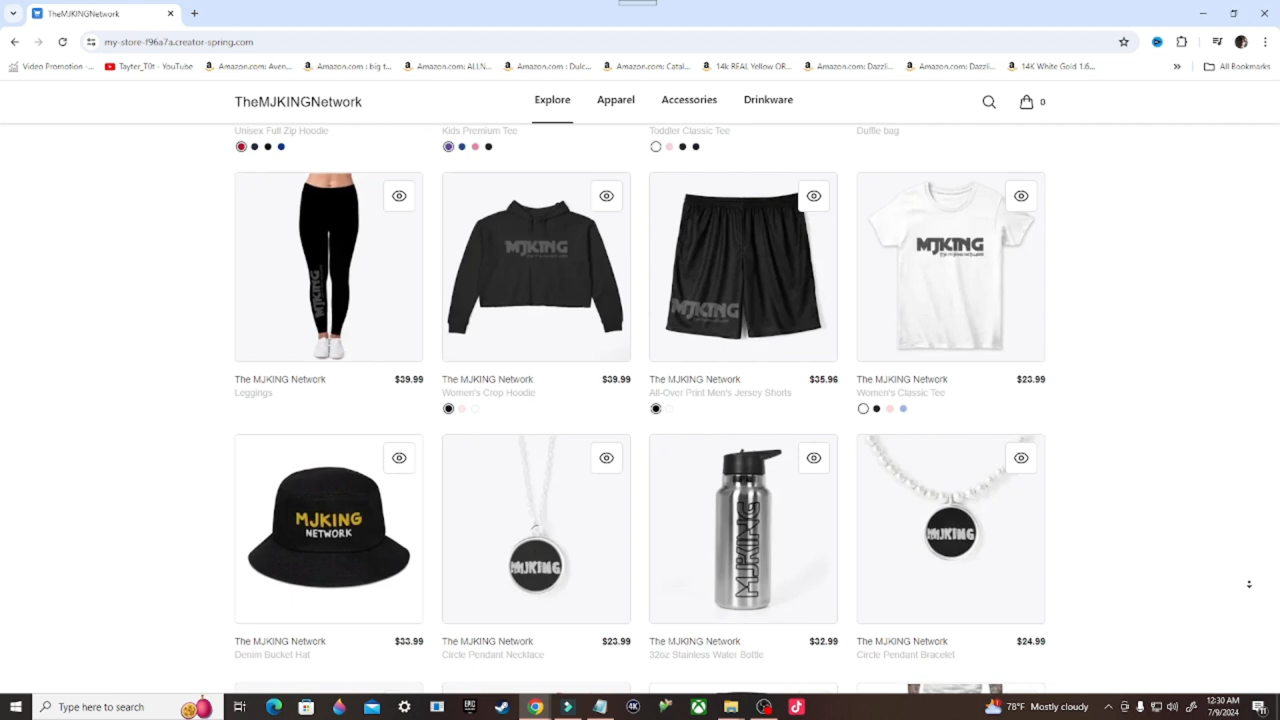 TheMJKINGNetwork
my-store-f96a7a.creator-spring.com
Video Promotion -...
Tayter_T0t - YouTube
Amazon.com: Aven...
Amazon.com : big t...
Amazon.com: ALLN...
Amazon.com : Dulc...
Amazon.com: Catal...
14k REAL Yellow OR...
Amazon.com: Dazzli...
Amazon.com: Dazzli...
14K White Gold 1.6...
All Bookmarks
TheMJKINGNetwork
Explore
Apparel
Accessories
Drinkware
0
Unisex Full Zip Hoodie
Kids Premium Tee
Toddler Classic Tee
Duffle bag
MJKING
MJKING
MJKING
MJKING
The MJKING Network $39.99
Leggings
The MJKING Network $39.99
Women's Crop Hoodie
The MJKING Network $35.96
All-Over Print Men's Jersey Shorts
The MJKING Network $23.99
Women's Classic Tee
MJKING
NETWORK
MJKING
MJKING
MJKING
The MJKING Network $33.99
Denim Bucket Hat
The MJKING Network $23.99
Circle Pendant Necklace
The MJKING Network $32.99
32oz Stainless Water Bottle
The MJKING Network $24.99
Circle Pendant Bracelet
Type here to search
EPIC
4K
78°F Mostly cloudy
12:30 AM
7/9/2024